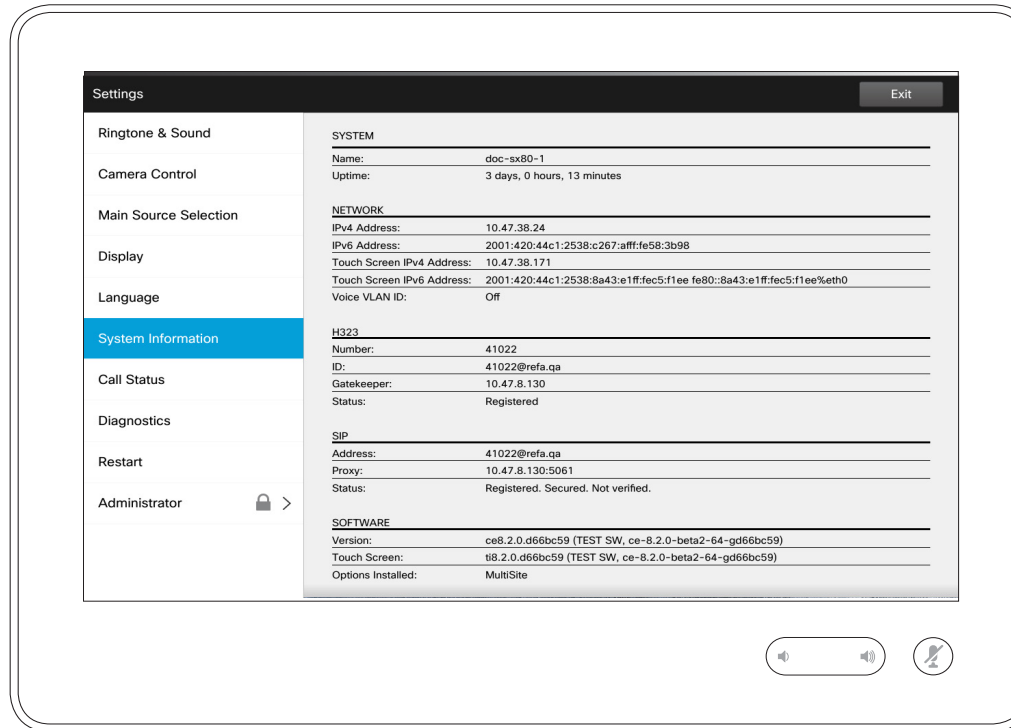 Settings
Exit
Ringtone & Sound
Camera Control
Main Source Selection
Display
Language
System Information
Call Status
Diagnostics
Restart
Administrator
SYSTEM
Name: doc-sx80-1
Uptime: 3 days, 0 hours, 13 minutes
NETWORK
IPv4 Address: 10.47.38.24
IPv6 Address: 2001:420:44c1:2538:c267:afff:fe58:3b98
Touch Screen IPv4 Address: 10.47.38.171
Touch Screen IPv6 Address: 2001:420:44c1:2538:8a43:e1ff:fec5:f1ee fe80::8a43:e1ff:fec5:f1ee%eth0
Voice VLAN ID: Off
H323
Number: 41022
ID: 41022@refa.qa
Gatekeeper: 10.47.8.130
Status: Registered
SIP
Address: 41022@refa.qa
Proxy: 10.47.8.130:5061
Status: Registered. Secured. Not verified.
SOFTWARE
Version: ce8.2.0.d66bc59 (TEST SW, ce-8.2.0-beta2-64-gd66bc59)
Touch Screen: ti8.2.0.d66bc59 (TEST SW, ce-8.2.0-beta2-64-gd66bc59)
Options Installed: MultiSite